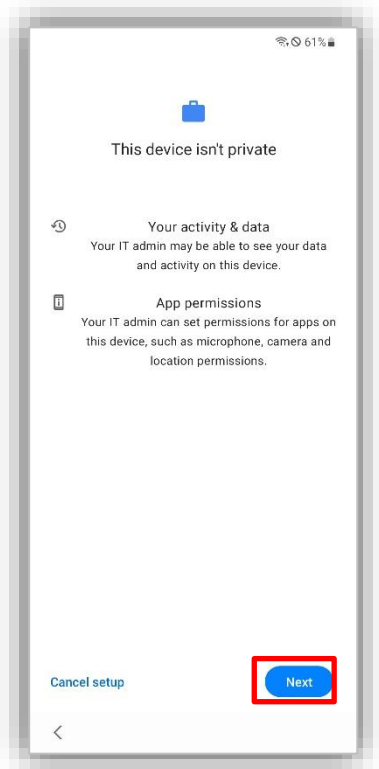 61%
This device isn't private
Your activity & data
Your IT admin may be able to see your data
and activity on this device.
App permissions
Your IT admin can set permissions for apps on
this device, such as microphone, camera and
location permissions.
Cancel setup
Next